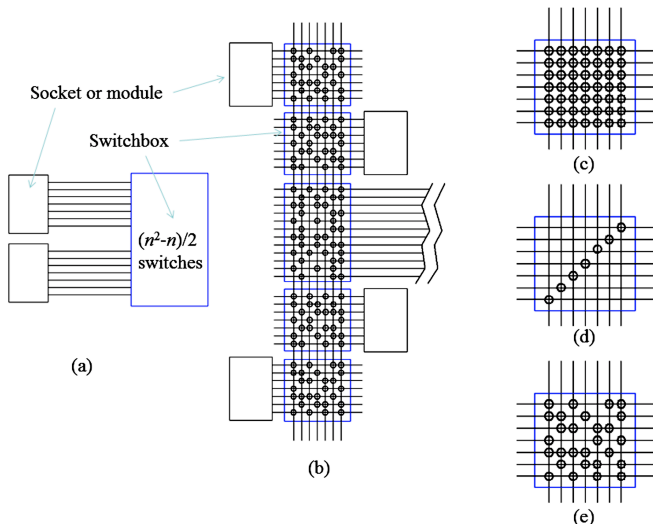 Socket or module
Switchbox
(n²-n)/2
switches
(a)
(b)
(c)
(d)
(e)